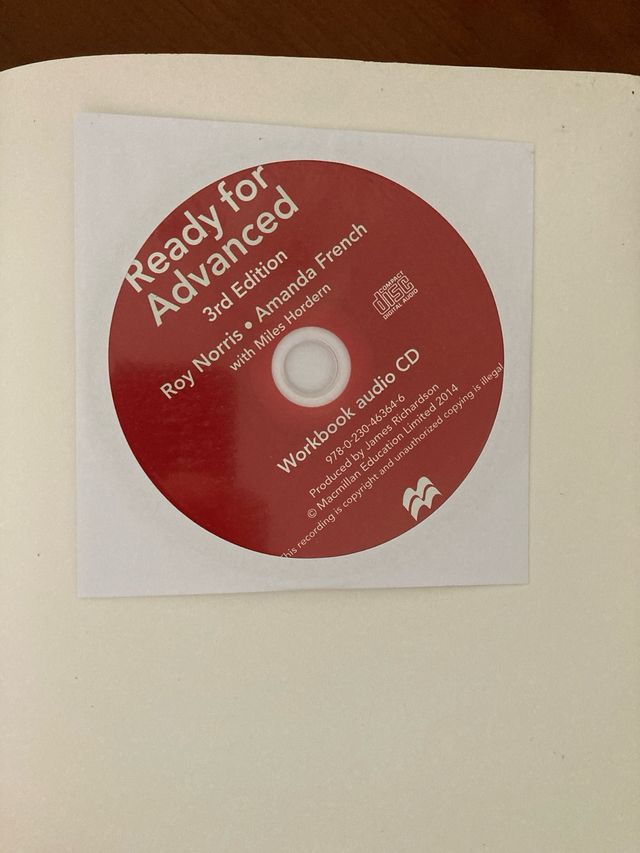 Ready for
Advanced
3rd Edition
Roy Norris • Amanda French
with Miles Hordern
COMPACT
disc
DIGITAL AUDIO
Workbook audio CD
978-0-230-46364-6
Produced by James Richardson
© Macmillan Education Limited 2014
This recording is copyright and unauthorized copying is illegal